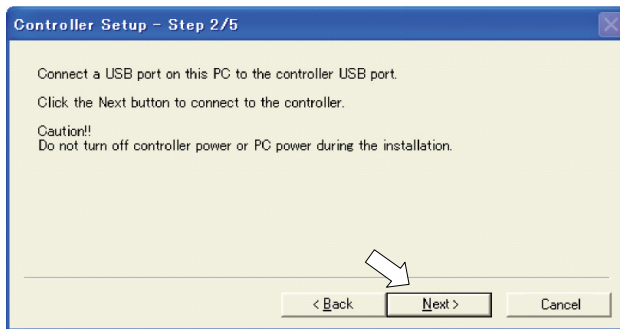 Controller Setup - Step 2/5
Connect a USB port on this PC to the controller USB port.
Click the Next button to connect to the controller.
Caution!!
Do not turn off controller power or PC power during the installation.
< Back
Next >
Cancel